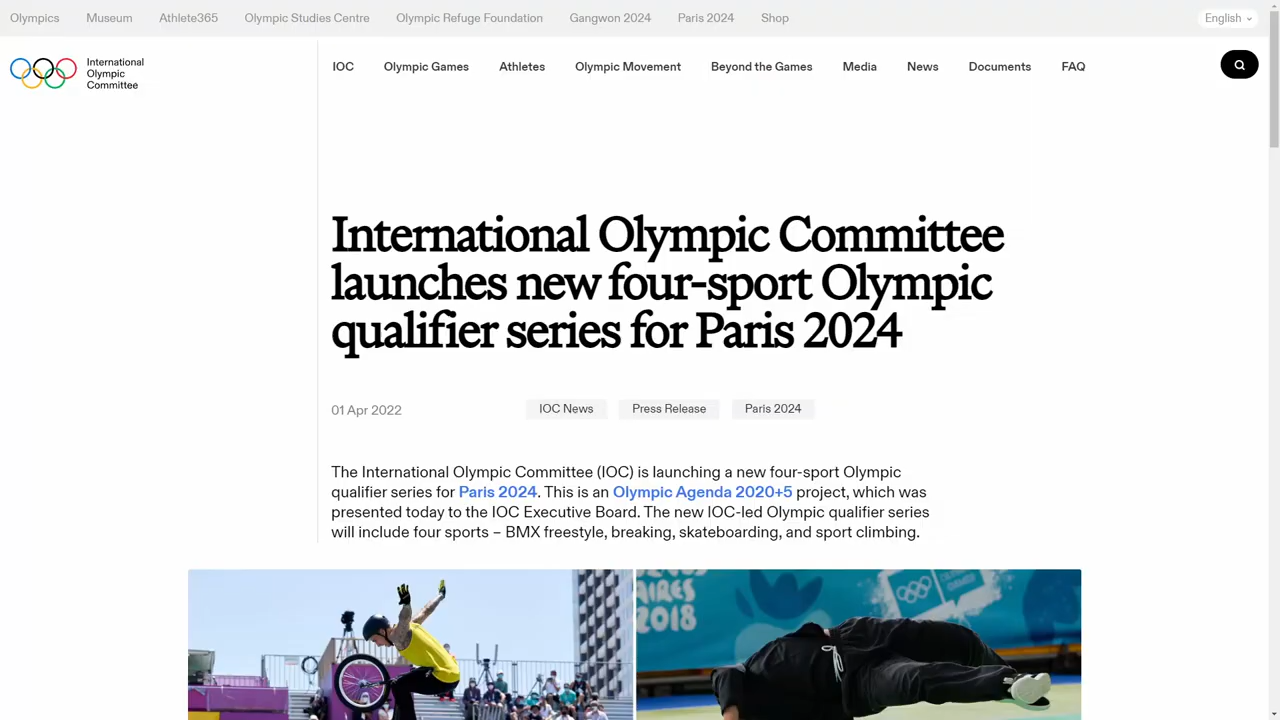 Olympics Museum Athlete365 Olympic Studies Centre Olympic Refuge Foundation Gangwon 2024 Paris 2024 Shop English
International
Olympic
Committee
IOC Olympic Games Athletes Olympic Movement Beyond the Games Media News Documents FAQ
International Olympic Committee
launches new four-sport Olympic
qualifier series for Paris 2024
01 Apr 2022 IOC News Press Release Paris 2024
The International Olympic Committee (IOC) is launching a new four-sport Olympic
qualifier series for Paris 2024. This is an Olympic Agenda 2020+5 project, which was
presented today to the IOC Executive Board. The new IOC-led Olympic qualifier series
will include four sports – BMX freestyle, breaking, skateboarding, and sport climbing.
2018